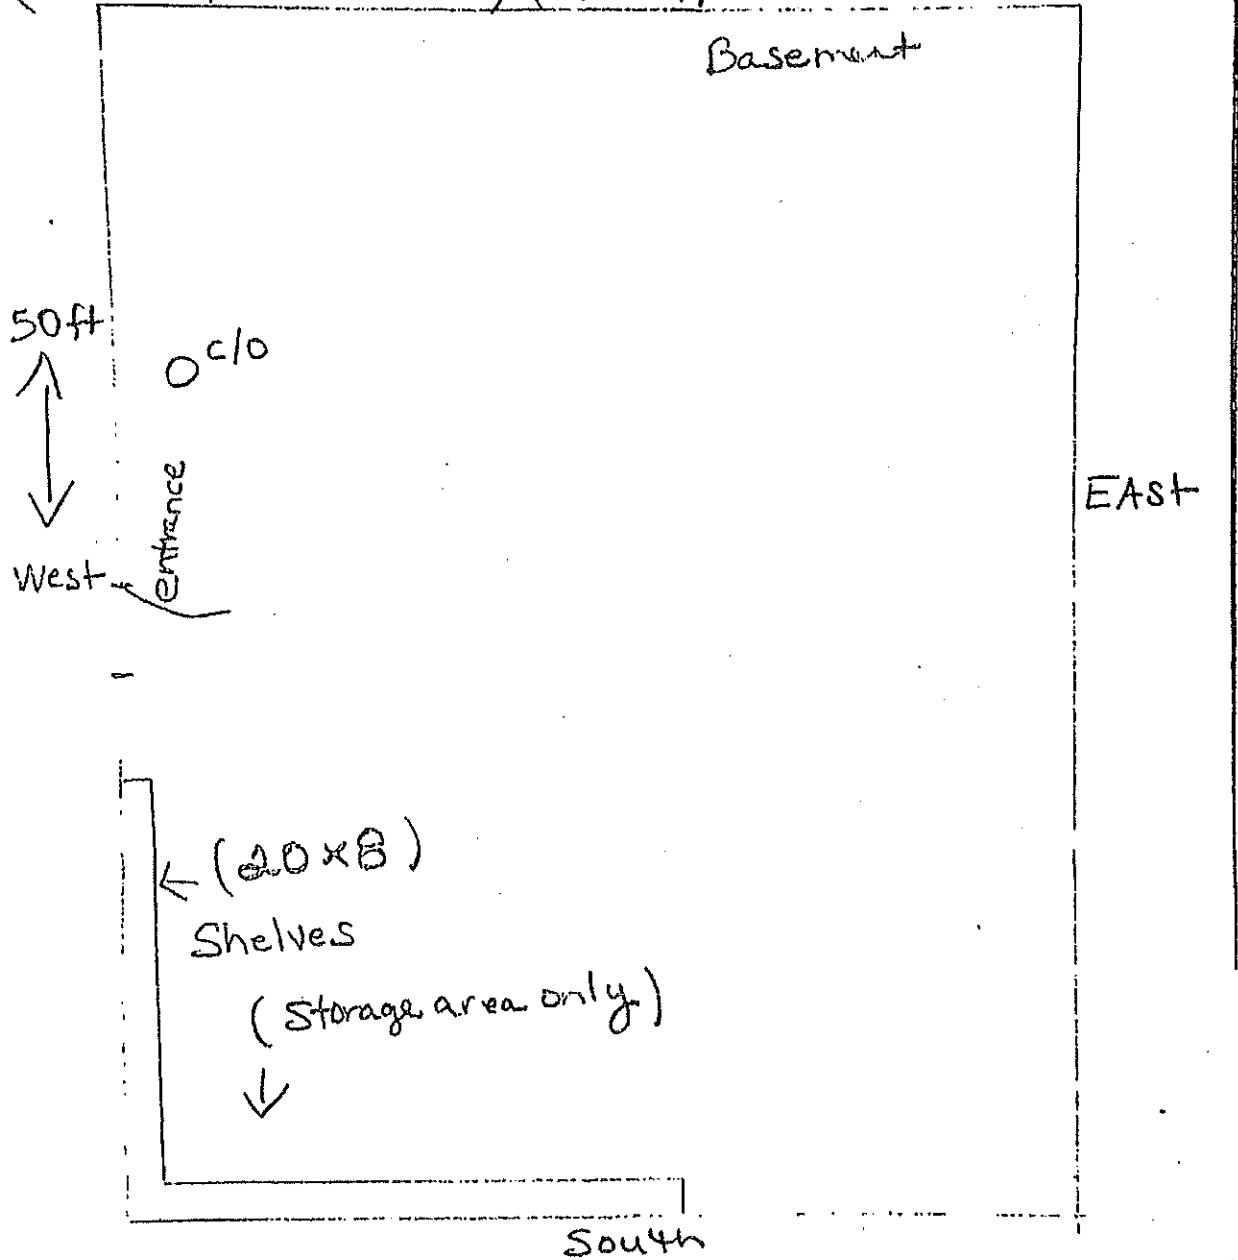 Basement
50ft
c/o
entrance
West
EAST
(20x8)
Shelves
(Storage area only)
South